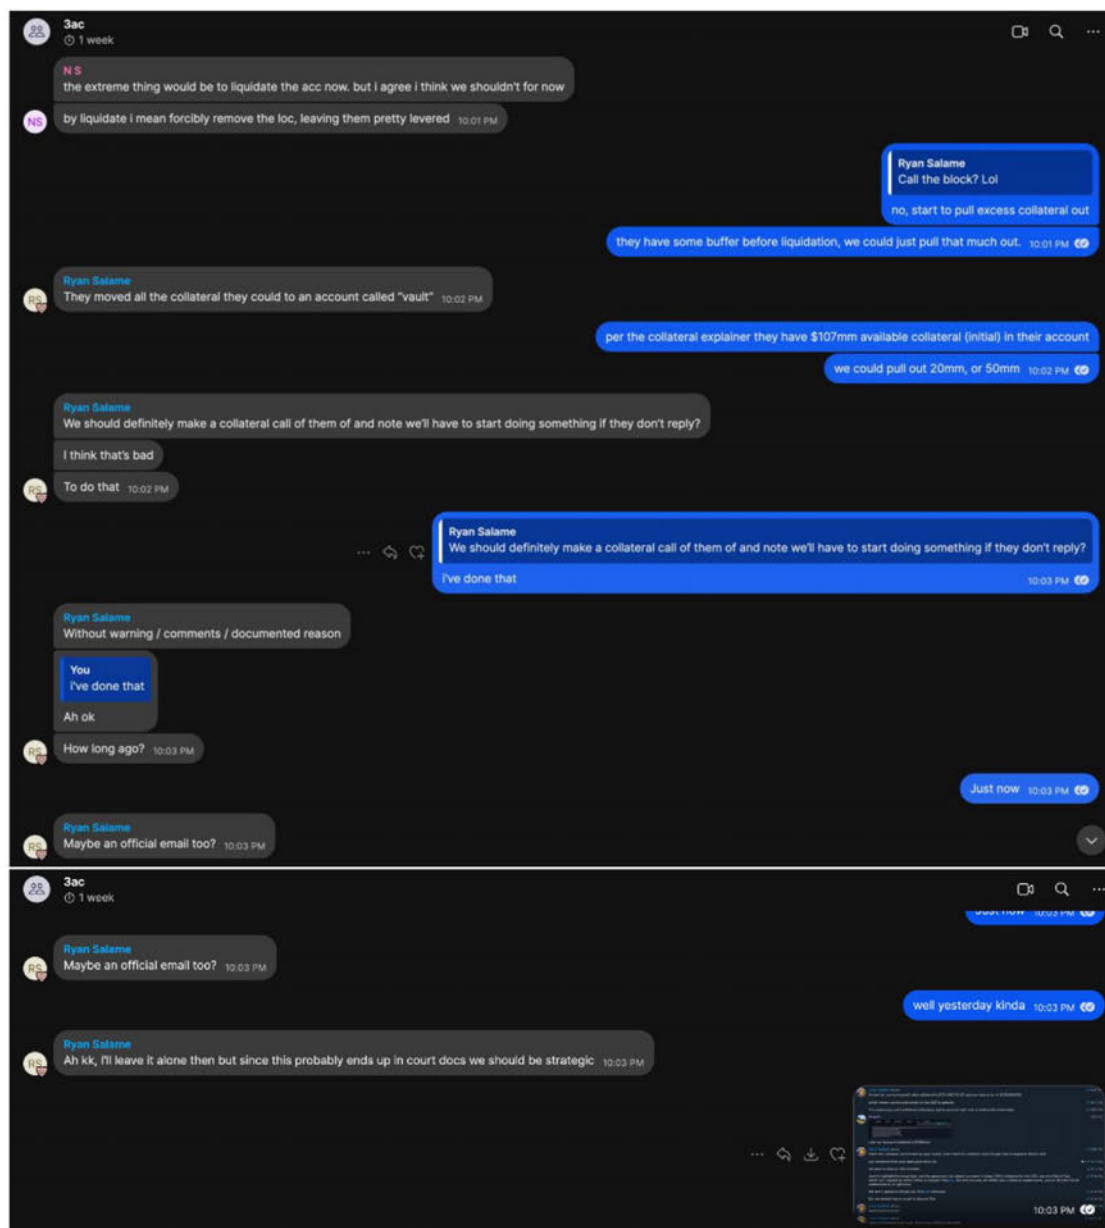 3ac
1 week
N S
the extreme thing would be to liquidate the acc now. but i agree i think we shouldn't for now
NS
by liquidate i mean forcibly remove the loc, leaving them pretty levered 10:01 PM
Ryan Salame
Call the block? Lol
no, start to pull excess collateral out
they have some buffer before liquidation, we could just pull that much out. 10:01 PM
Ryan Salame
RS
They moved all the collateral they could to an account called "vault" 10:02 PM
per the collateral explainer they have $107mm available collateral (initial) in their account
we could pull out 20mm, or 50mm 10:02 PM
Ryan Salame
We should definitely make a collateral call of them of and note we'll have to start doing something if they don't reply?
I think that's bad
RS
To do that 10:02 PM
Ryan Salame
We should definitely make a collateral call of them of and note we'll have to start doing something if they don't reply?
i've done that 10:03 PM
Ryan Salame
Without warning / comments / documented reason
You
i've done that
Ah ok
RS
How long ago? 10:03 PM
Just now 10:03 PM
Ryan Salame
RS
Maybe an official email too? 10:03 PM
3ac
1 week
Just now 10:03 PM
Ryan Salame
RS
Maybe an official email too? 10:03 PM
well yesterday kinda 10:03 PM
Ryan Salame
RS
Ah kk, I'll leave it alone then but since this probably ends up in court docs we should be strategic 10:03 PM
10:03 PM